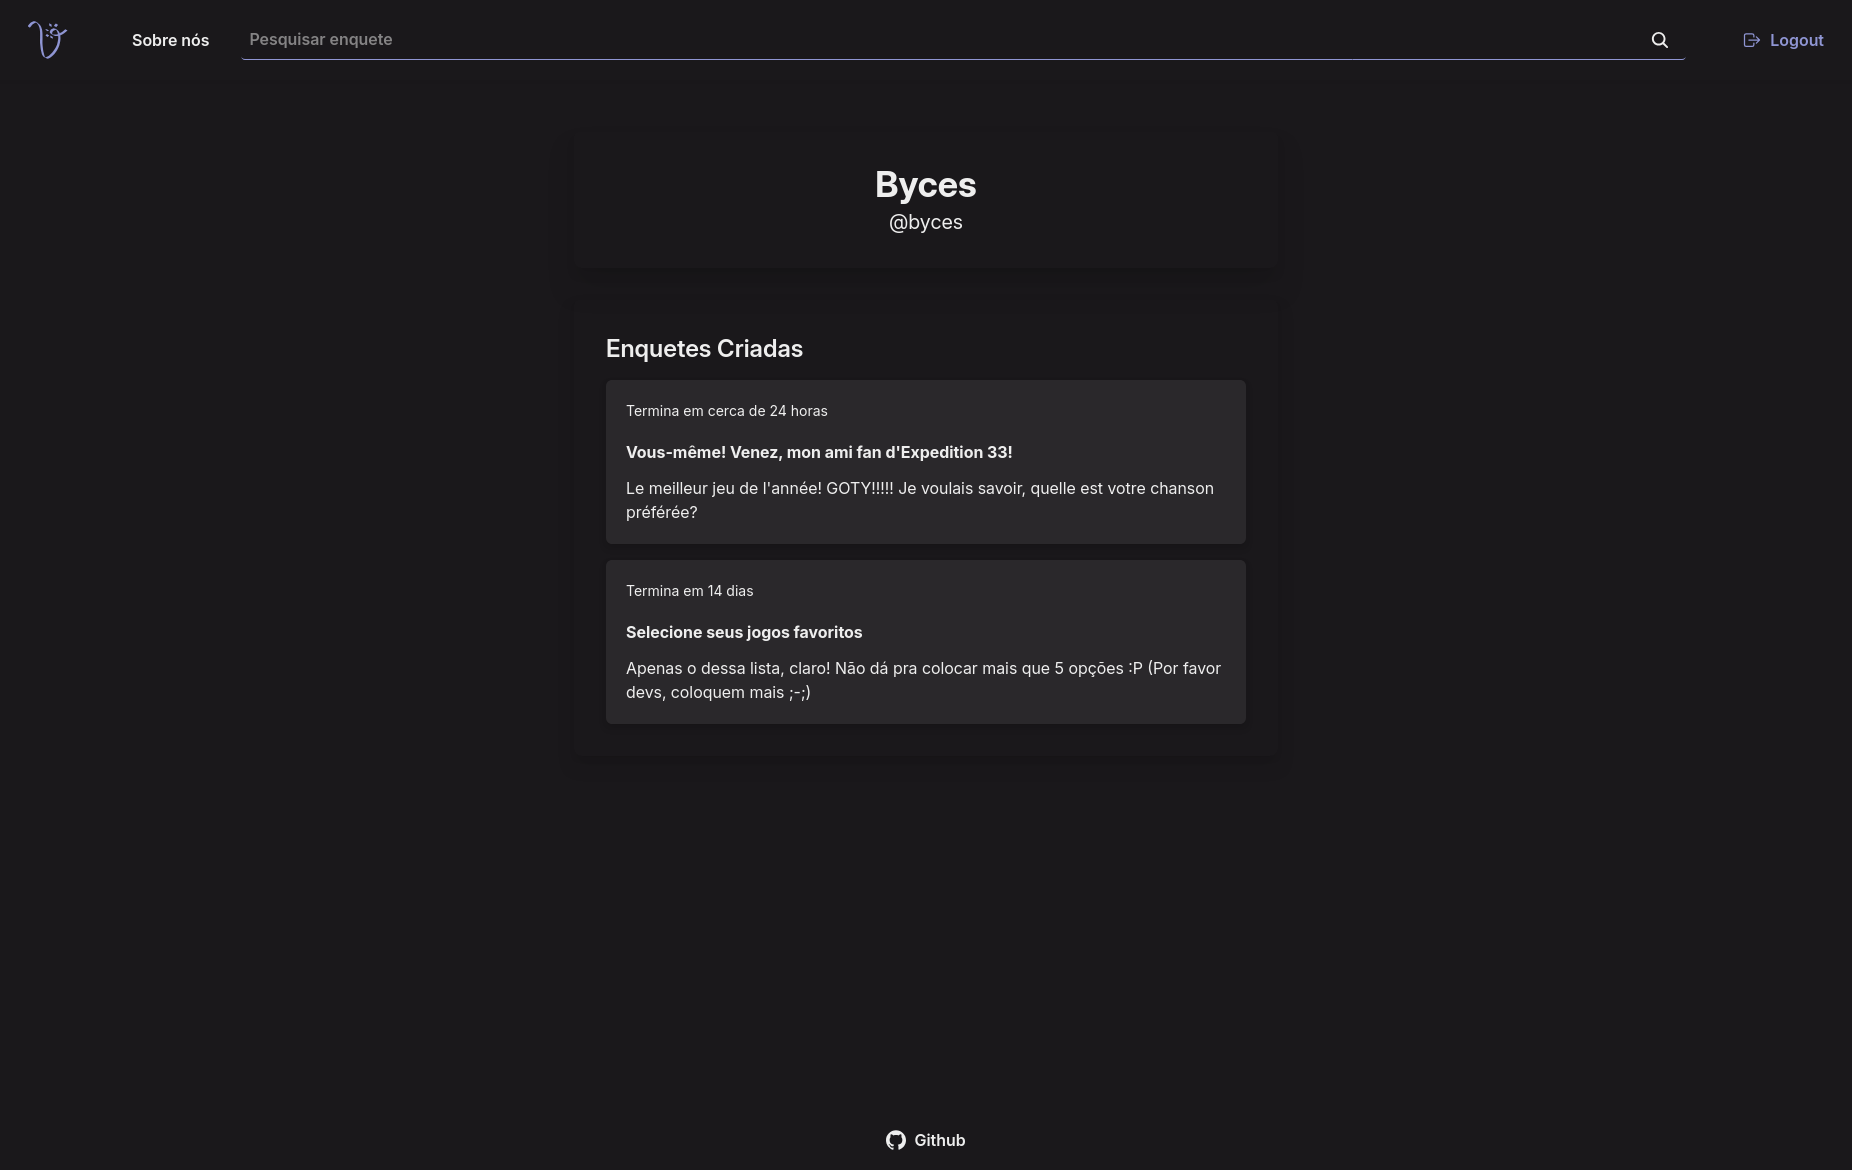 Sobre nós
Pesquisar enquete
Logout
Byces
@byces
Enquetes Criadas
Termina em cerca de 24 horas
Vous-même! Venez, mon ami fan d'Expedition 33!
Le meilleur jeu de l'année! GOTY!!!!! Je voulais savoir, quelle est votre chanson
préférée?
Termina em 14 dias
Selecione seus jogos favoritos
Apenas o dessa lista, claro! Não dá pra colocar mais que 5 opções :P (Por favor
devs, coloquem mais ;-;)
Github